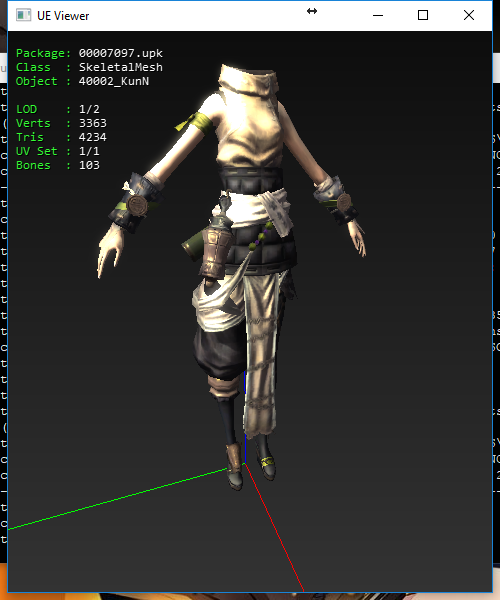 UE Viewer
Package: 00007097.upk
Class : SkeletalMesh
Object : 40002_KunN
LOD : 1/2
Verts : 3363
Tris : 4234
UV Set : 1/1
Bones : 103